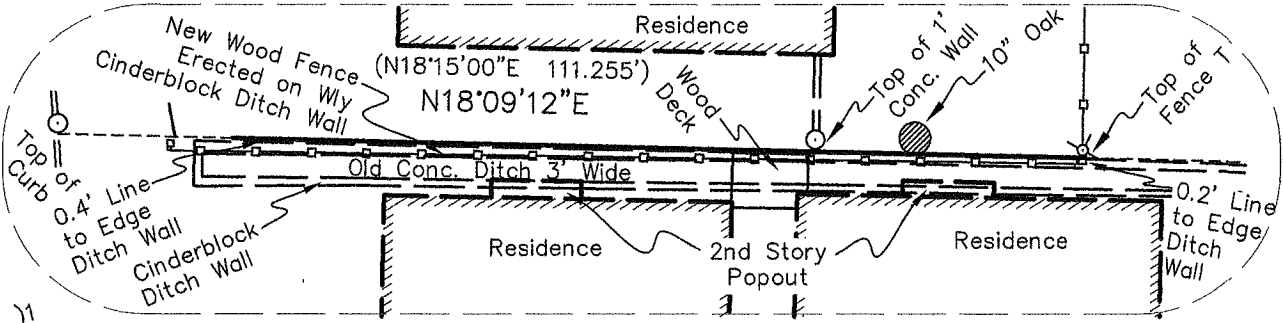 Residence
New Wood Fence
Erected on Wly
Cinderblock Ditch Wall
(N18°15'00"E 111.255')
N18°09'12"E
Wood
Deck
Top of 1'
Conc. Wall
10" Oak
Top of
Fence T
Top of
Curb
0.4' Line
to Edge
Ditch Wall
Cinderblock
Ditch Wall
Old Conc. Ditch 3' Wide
Residence
2nd Story
Popout
Residence
0.2' Line
to Edge
Ditch
Wall
)1